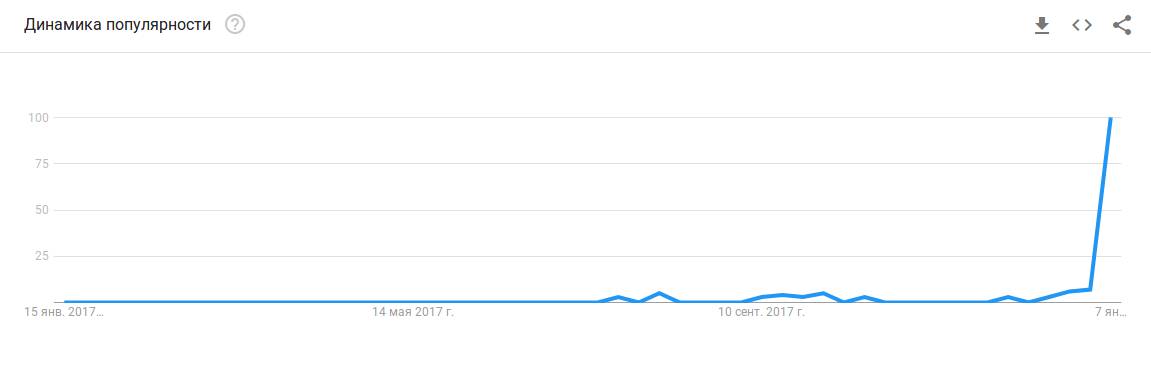 Динамика популярности
100
75
50
25
15 янв. 2017…
14 мая 2017 г.
10 сент. 2017 г.
7 ян…